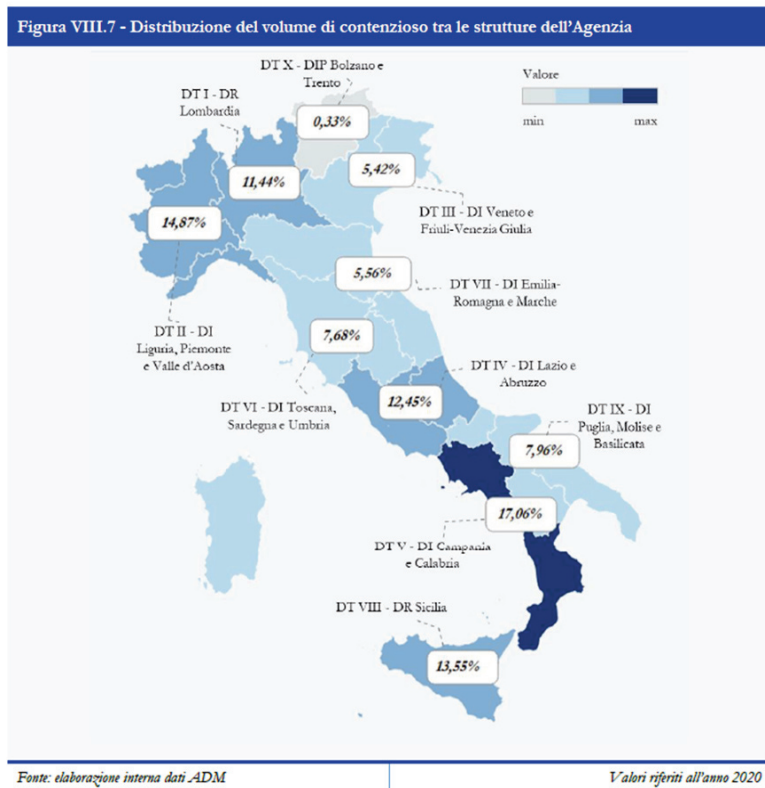 Figura VIII.7 - Distribuzione del volume di contenzioso tra le strutture dell'Agenzia
DT X - DIP Bolzano e
Trento
0,33%
Valore
min
max
DT I - DR
Lombardia
11,44%
5,42%
DT III - DI Veneto e
Friuli-Venezia Giulia
14,87%
DT II - DI
Liguria, Piemonte
e Valle d'Aosta
5,56%
DT VII - DI Emilia-
Romagna e Marche
7,68%
DT VI - DI Toscana,
Sardegna e Umbria
DT IV - DI Lazio e
Abruzzo
12,45%
DT IX - DI
Puglia, Molise e
Basilicata
7,96%
17,06%
DT V - DI Campania
e Calabria
DT VIII - DR Sicilia
13,55%
Fonte: elaborazione interna dati ADM
Valori riferiti all'anno 2020